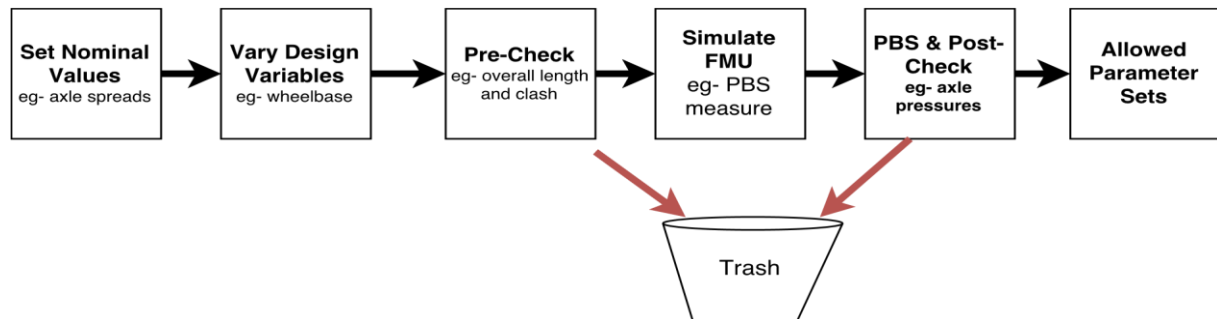 Set Nominal
Values
eg- axle spreads
Vary Design
Variables
eg- wheelbase
Pre-Check
eg- overall length
and clash
Simulate
FMU
eg- PBS
measure
PBS & Post-
Check
eg- axle
pressures
Allowed
Parameter
Sets
Trash